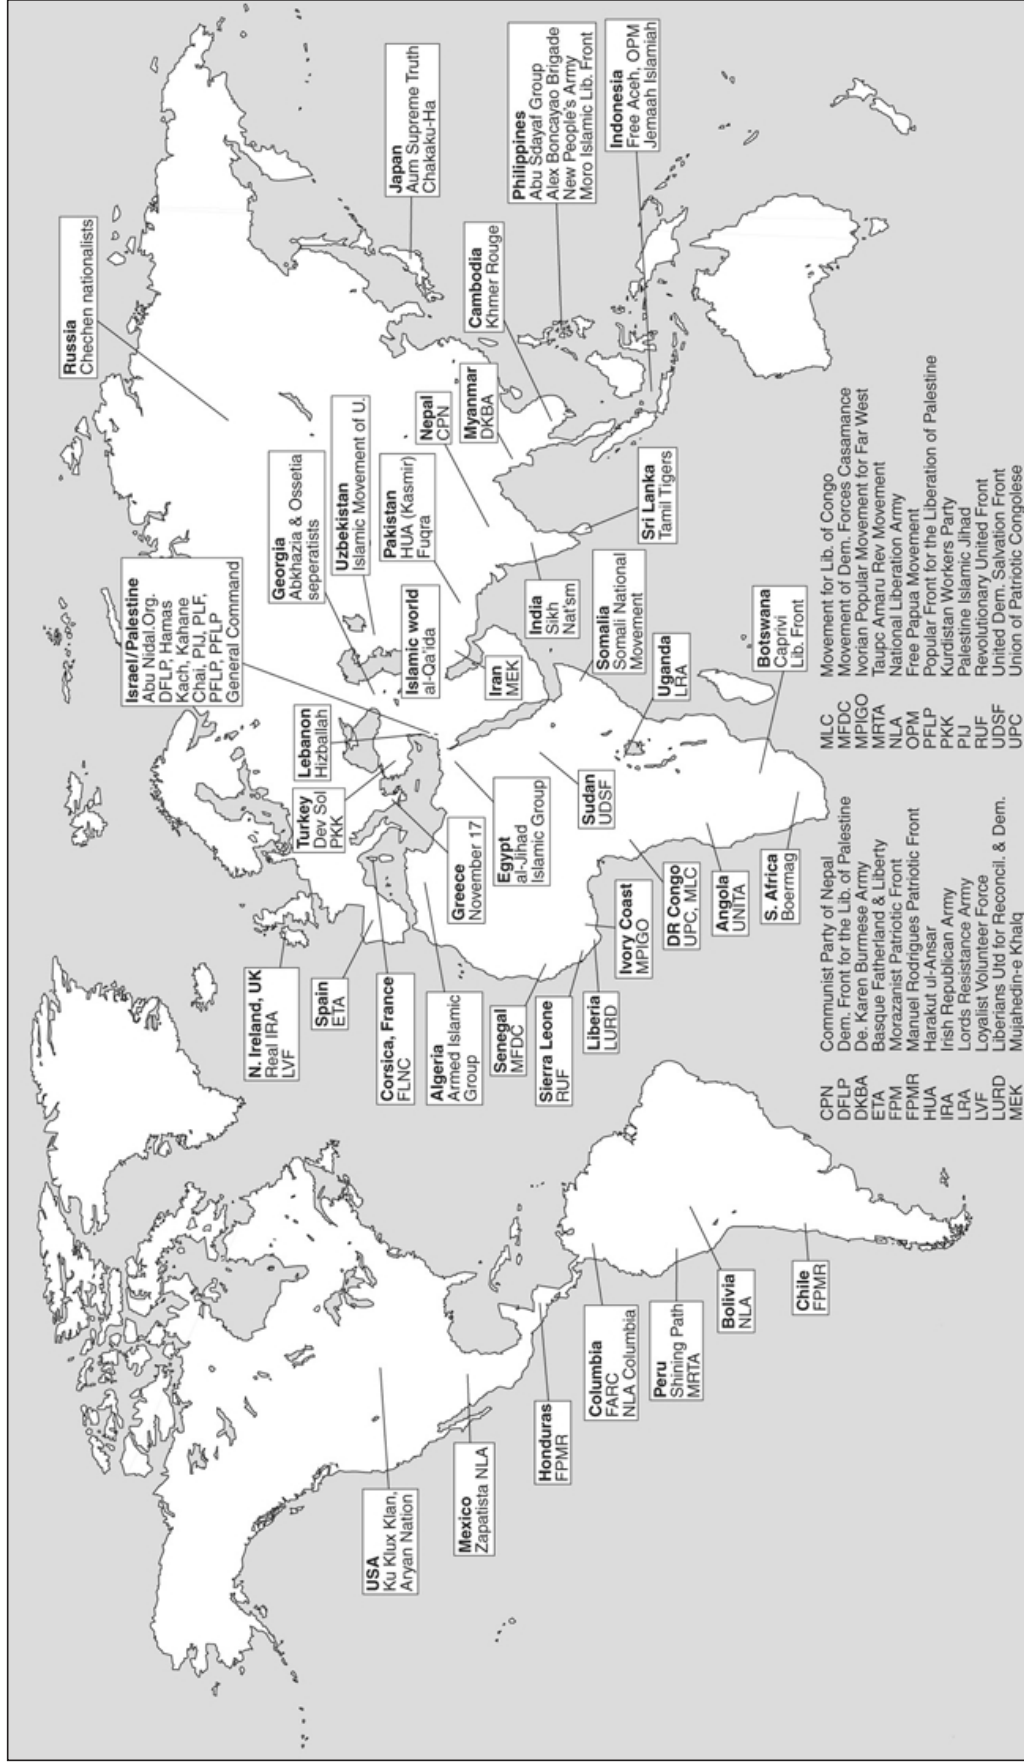 Russia
Chechen nationalists
Japan
Aum Supreme Truth
Chakaku-Ha
Philippines
Abu Sdayaf Group
Alex Boncayao Brigade
New People's Army
Moro Islamic Lib. Front
Indonesia
Free Aceh, OPM
Jemaah Islamiah
Cambodia
Khmer Rouge
Myanmar
DKBA
Nepal
CPN
Georgia
Abkhazia & Ossetia
seperatists
Uzbekistan
Islamic Movement of U.
Pakistan
HUA (Kasmir)
Fuqra
Sri Lanka
Tamil Tigers
India
Sikh
Nat'sm
Israel/Palestine
Abu Nidal.Org.
DFLP, Hamas
Kach, Kahane
Chai, PIJ, PLF,
PFLP, PFLP
General Command
Islamic world
al-Qa'ida
Iran
MEK
Somalia
Somali National
Movement
Uganda
LRA
Botswana
Caprivi
Lib. Front
Lebanon
Hizballah
Turkey
Dev Sol
PKK
Greece
November 17
Egypt
al-Jihad
Islamic Group
Sudan
UDSF
N. Ireland, UK
Real IRA
LVF
Spain
ETA
Corsica, France
FLNC
Algeria
Armed Islamic
Group
Senegal
MFDC
Sierra Leone
RUF
Liberia
LURD
Ivory Coast
MPIGO
DR Congo
UPC, MLC
Angola
UNITA
S. Africa
Boermag
USA
Ku Klux Klan,
Aryan Nation
Mexico
Zapatista NLA
Honduras
FPMR
Columbia
FARC
NLA Columbia
Peru
Shining Path
MRTA
Bolivia
NLA
Chile
FPMR
CPN Communist Party of Nepal
DFLP Dem. Front for the Lib. of Palestine
DKBA De. Karen Burmese Army
ETA Basque Fatherland & Liberty
FPM Morazanist Patriotic Front
FPMR Manuel Rodrigues Patriotic Front
HUA Harakut ul-Ansar
IRA Irish Republican Army
LRA Lords Resistance Army
LVF Loyalist Volunteer Force
LURD Liberians Utd for Reconcil. & Dem.
MEK Mujahedin-e Khalq
MLC Movement for Lib. of Congo
MFDC Movement of Dem. Forces Casamance
MPIGO Ivorian Popular Movement for Far West
MRTA Taupc Amaru Rev Movement
NLA National Liberation Army
OPM Free Papua Movement
PFLP Popular Front for the Liberation of Palestine
PKK Kurdistan Workers Party
PIJ Palestine Islamic Jihad
RUF Revolutionary United Front
UDSF United Dem. Salvation Front
UPC Union of Patriotic Congolese